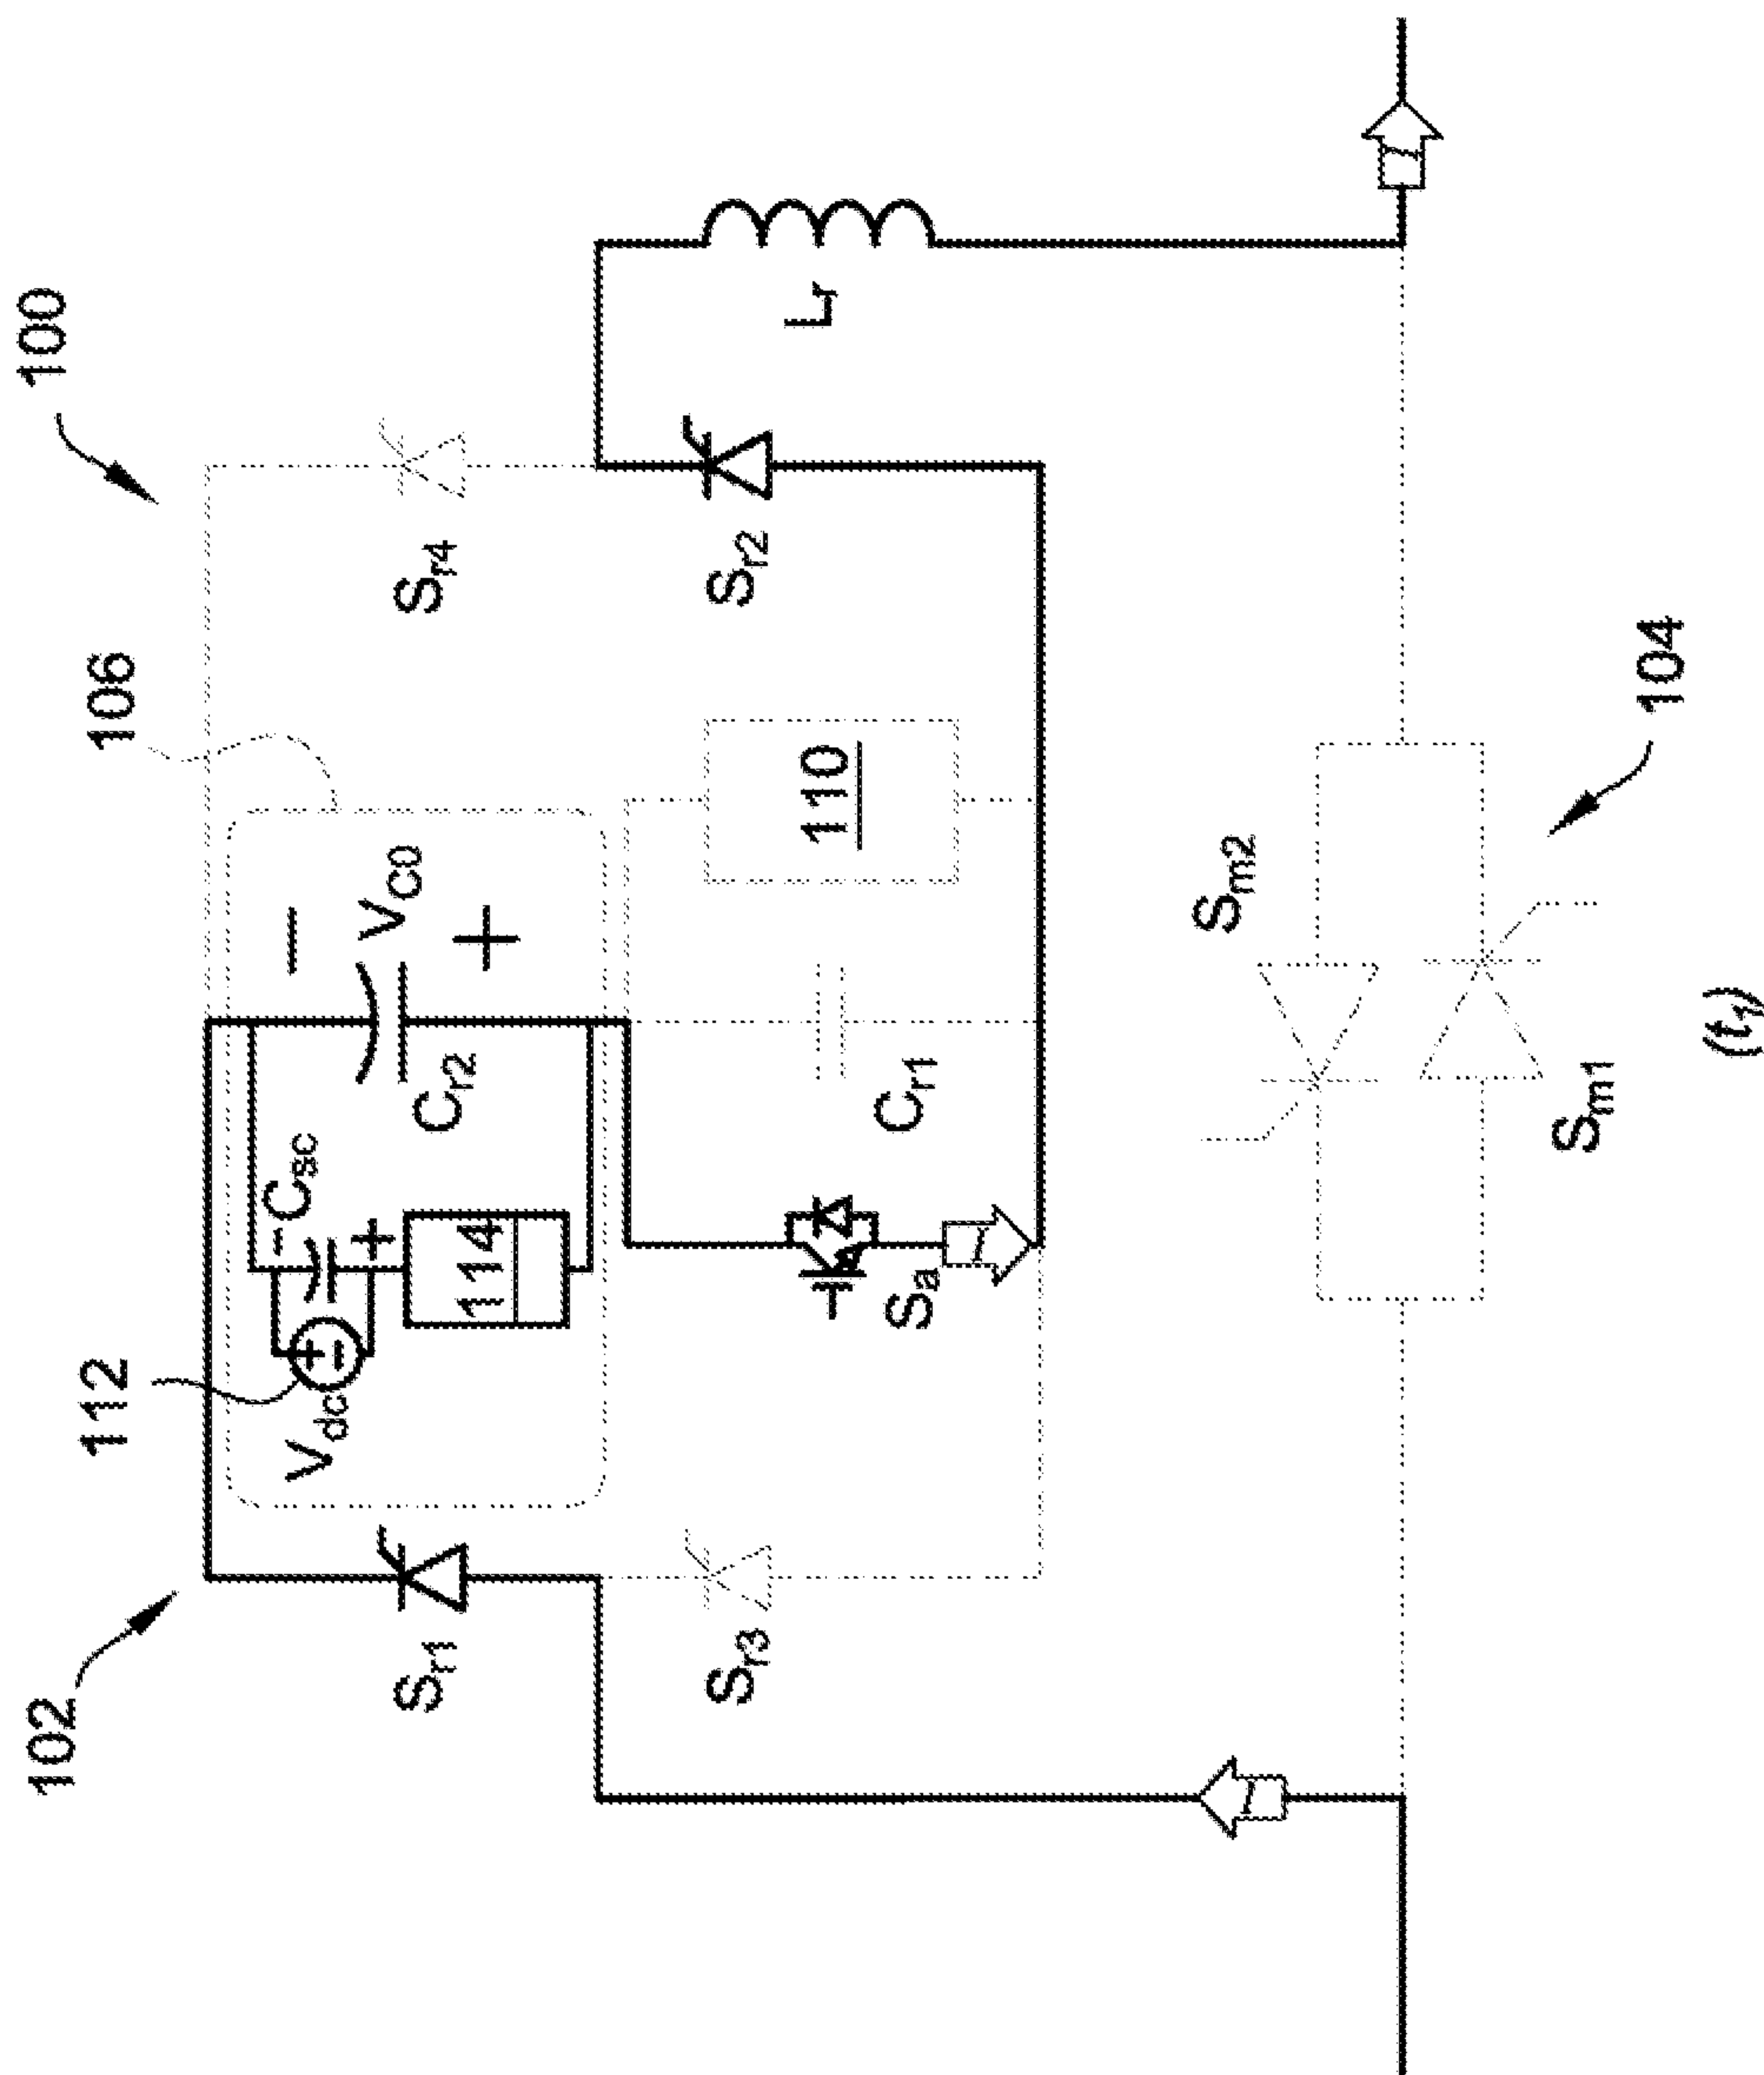 100
102
106
112
V_dc
C_sc
−
+
+
−
114
C_r2
−
V_C0
+
S_r1
S_r4
S_r3
S_r2
S_a
C_r1
110
L_r
I
I
I
S_m2
S_m1
104
(t_1)